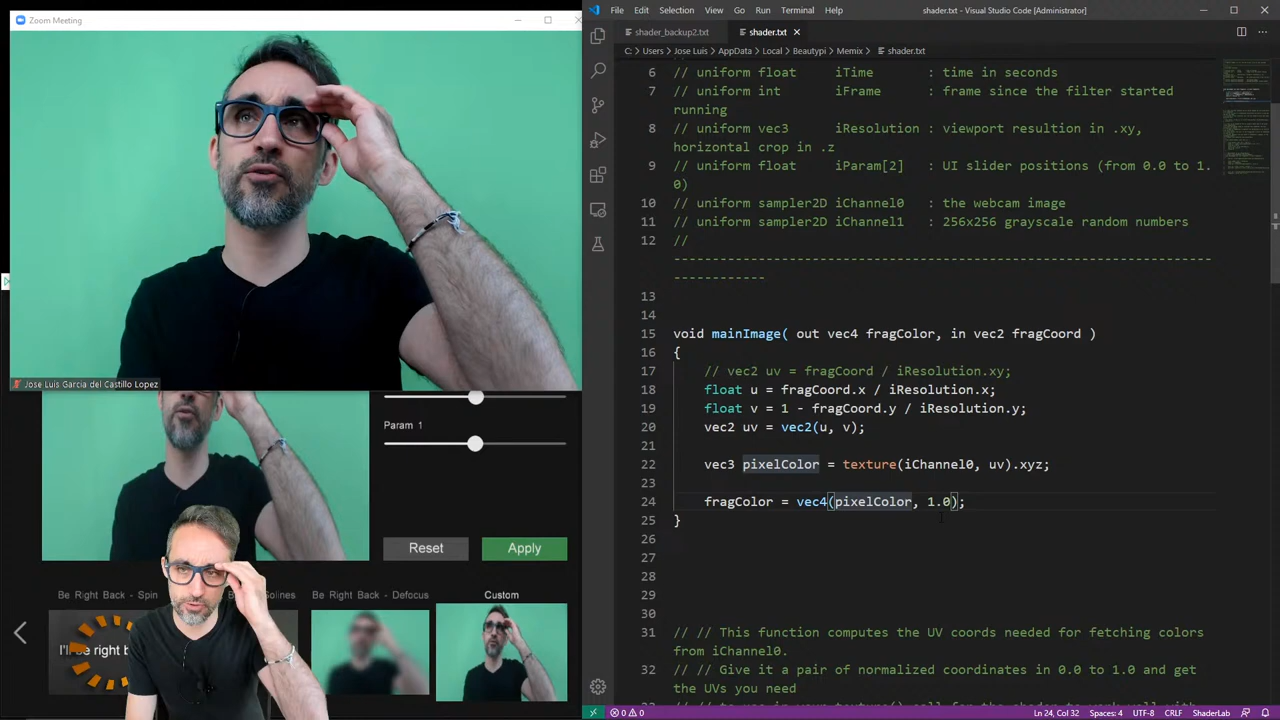 Zoom Meeting
Jose Luis Garcia del Castillo Lopez
Param 1
Reset
Apply
Be Right Back - Spin
Be Right Back - Defocus
Custom
I'll be right b
File
Edit
Selection
View
Go
Run
Terminal
Help
shader.txt - Visual Studio Code [Administrator]
shader_backup2.txt
shader.txt
C: > Users > Jose Luis > AppData > Local > Beautypi > Memix > shader.txt
6 // uniform float iTime : time in seconds
7 // uniform int iFrame : frame since the filter started
running
8 // uniform vec3 iResolution : viewport resultion in .xy,
horizontal crop in .z
9 // uniform float iParam[2] : UI slider positions (from 0.0 to 1.
0)
10 // uniform sampler2D iChannel0 : the webcam image
11 // uniform sampler2D iChannel1 : 256x256 grayscale random numbers
12 //
----------------------------------------------------------------------
------------
13
14
15 void mainImage( out vec4 fragColor, in vec2 fragCoord )
16 {
17 // vec2 uv = fragCoord / iResolution.xy;
18 float u = fragCoord.x / iResolution.x;
19 float v = 1 - fragCoord.y / iResolution.y;
20 vec2 uv = vec2(u, v);
21
22 vec3 pixelColor = texture(iChannel0, uv).xyz;
23
24 fragColor = vec4(pixelColor, 1.0);
25 }
26
27
28
29
30
31 // // This function computes the UV coords needed for fetching colors
from iChannel0.
32 // // Give it a pair of normalized coordinates in 0.0 to 1.0 and get
the UVs you need
0 0
Ln 24, Col 32
Spaces: 4
UTF-8
CRLF
ShaderLab